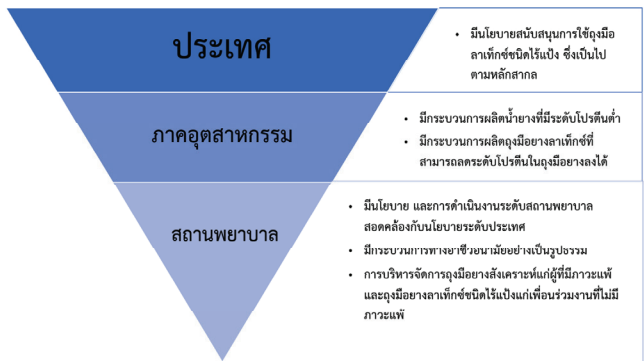 ประเทศ
• มีนโยบายสนับสนุนการใช้ถุงมือ
ลาเท็กซ์ชนิดไร้แป้ง ซึ่งเป็นไป
ตามหลักสากล
ภาคอุตสาหกรรม
• มีกระบวนการผลิตน้ำยางที่มีระดับโปรตีนต่ำ
• มีกระบวนการผลิตถุงมือยางลาเท็กซ์ที่
สามารถลดระดับโปรตีนในถุงมือยางลงได้
สถานพยาบาล
• มีนโยบาย และการดำเนินงานระดับสถานพยาบาล
สอดคล้องกับนโยบายระดับประเทศ
• มีกระบวนการทางอาชีวอนามัยอย่างเป็นรูปธรรม
• การบริหารจัดการถุงมือยางสังเคราะห์แก่ผู้ที่มีภาวะแพ้
และถุงมือยางลาเท็กซ์ชนิดไร้แป้งแก่เพื่อนร่วมงานที่ไม่มี
ภาวะแพ้